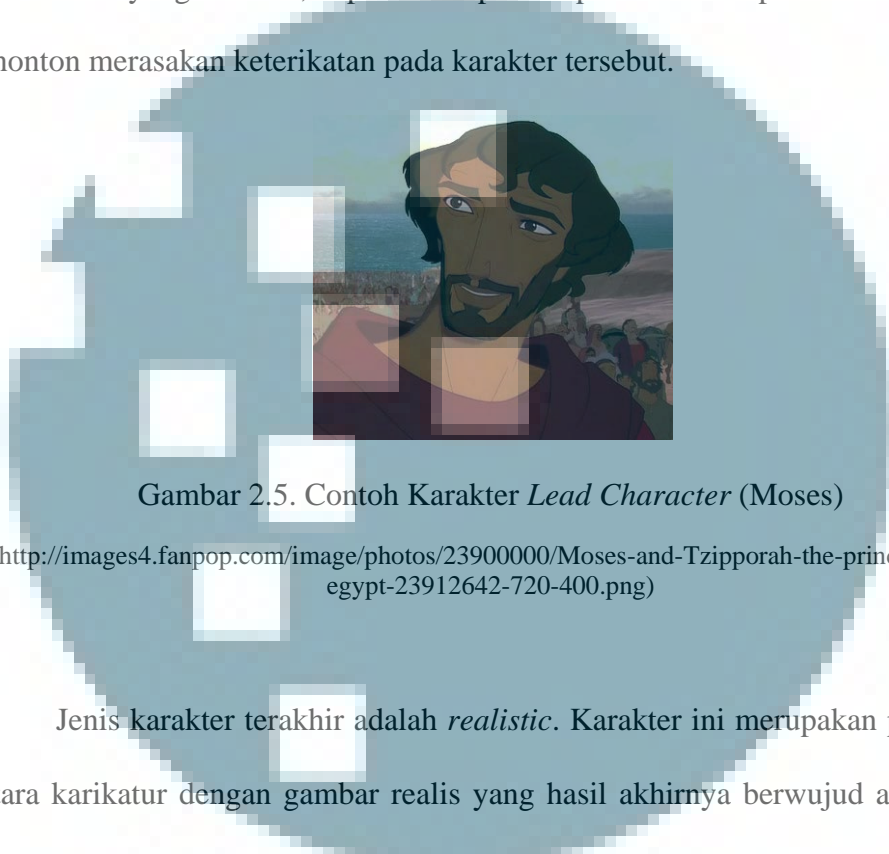 merasakan keterikatan pada karakter tersebut.
Gambar 2.5. Contoh Karakter Lead Character (Moses)
http://images4.fanpop.com/image/photos/23900000/Moses-and-Tzipporah-the-prin
egypt-23912642-720-400.png)
Jenis karakter terakhir adalah realistic. Karakter ini merupakan
karikatur dengan gambar realis yang hasil akhirnya berwujud